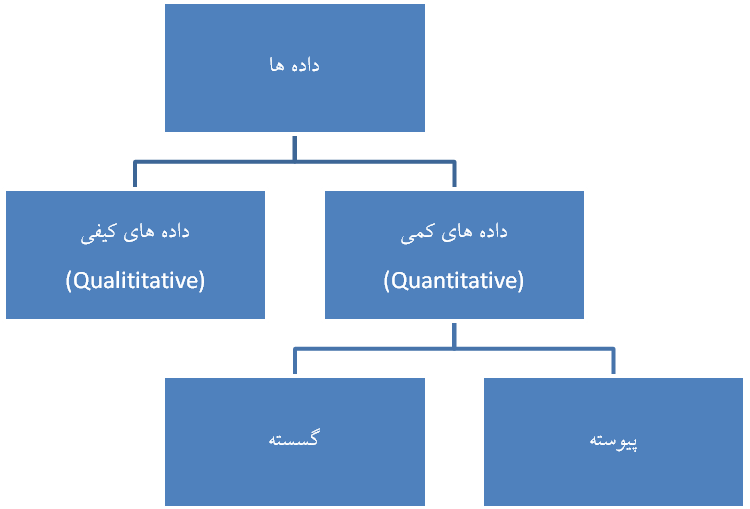 داده ها
داده های کمی
(Quantitative)
داده های کیفی
(Qualititative)
پیوسته
گسسته